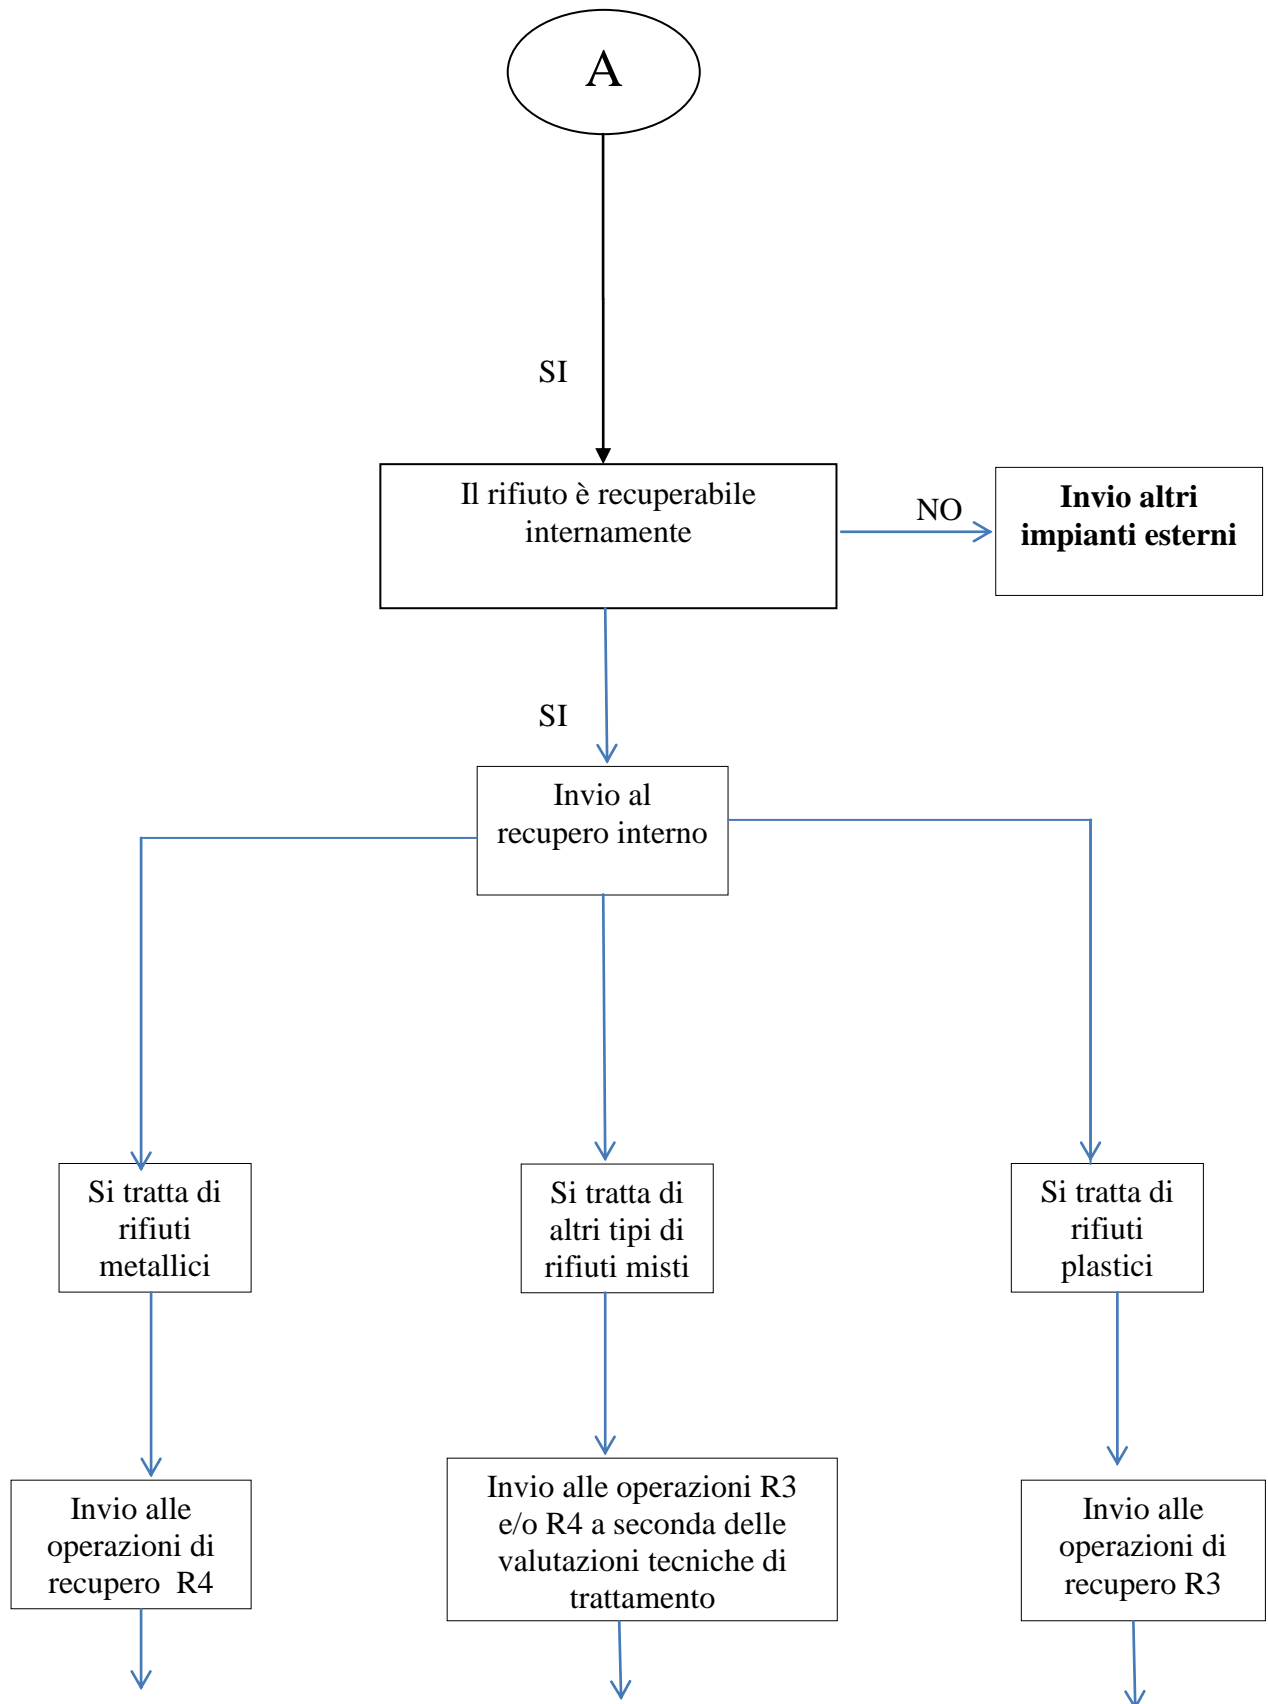 A
SI
Il rifiuto è recuperabile
internamente
NO
Invio altri
impianti esterni
SI
Invio al
recupero interno
Si tratta di
rifiuti
metallici
Si tratta di
altri tipi di
rifiuti misti
Si tratta di
rifiuti
plastici
Invio alle
operazioni di
recupero  R4
Invio alle operazioni R3
e/o R4 a seconda delle
valutazioni tecniche di
trattamento
Invio alle
operazioni di
recupero R3